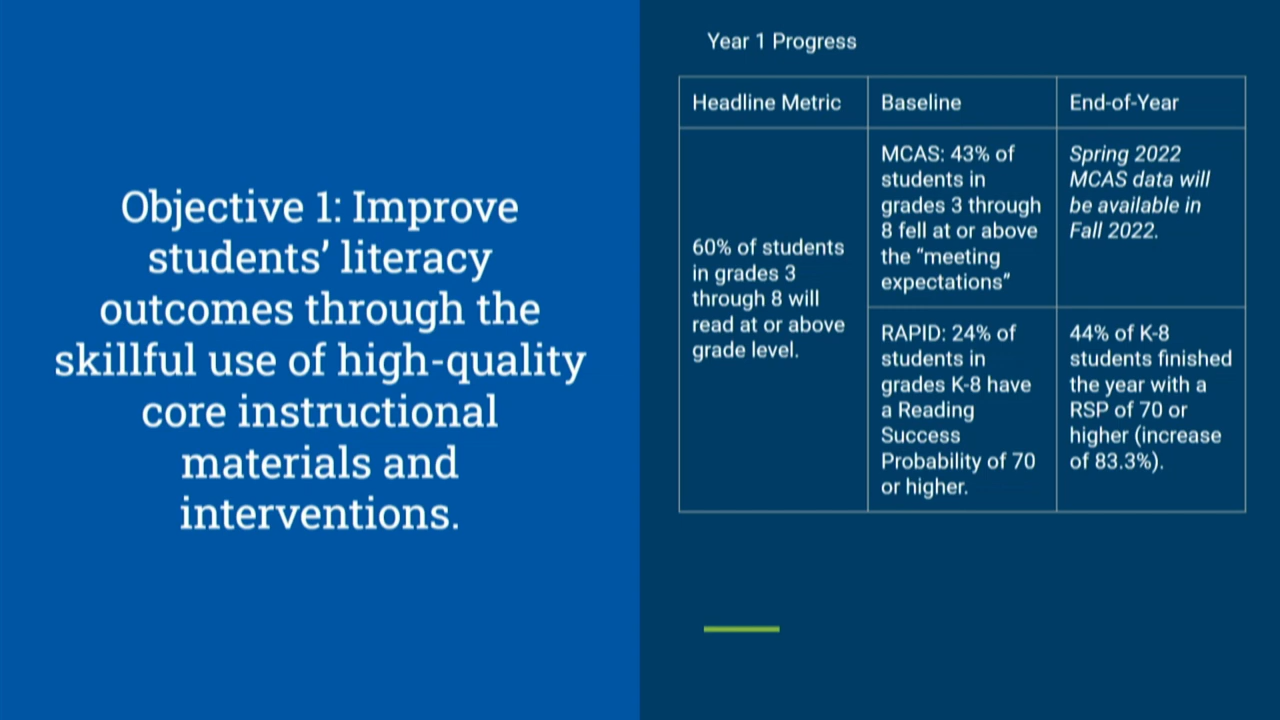 Objective 1: Improve
students’ literacy
outcomes through the
skillful use of high-quality
core instructional
materials and
interventions.
Year 1 Progress
Headline Metric
Baseline
End-of-Year
60% of students
in grades 3
through 8 will
read at or above
grade level.
MCAS: 43% of
students in
grades 3 through
8 fell at or above
the “meeting
expectations”
Spring 2022
MCAS data will
be available in
Fall 2022.
RAPID: 24% of
students in
grades K-8 have
a Reading
Success
Probability of 70
or higher.
44% of K-8
students finished
the year with a
RSP of 70 or
higher (increase
of 83.3%).